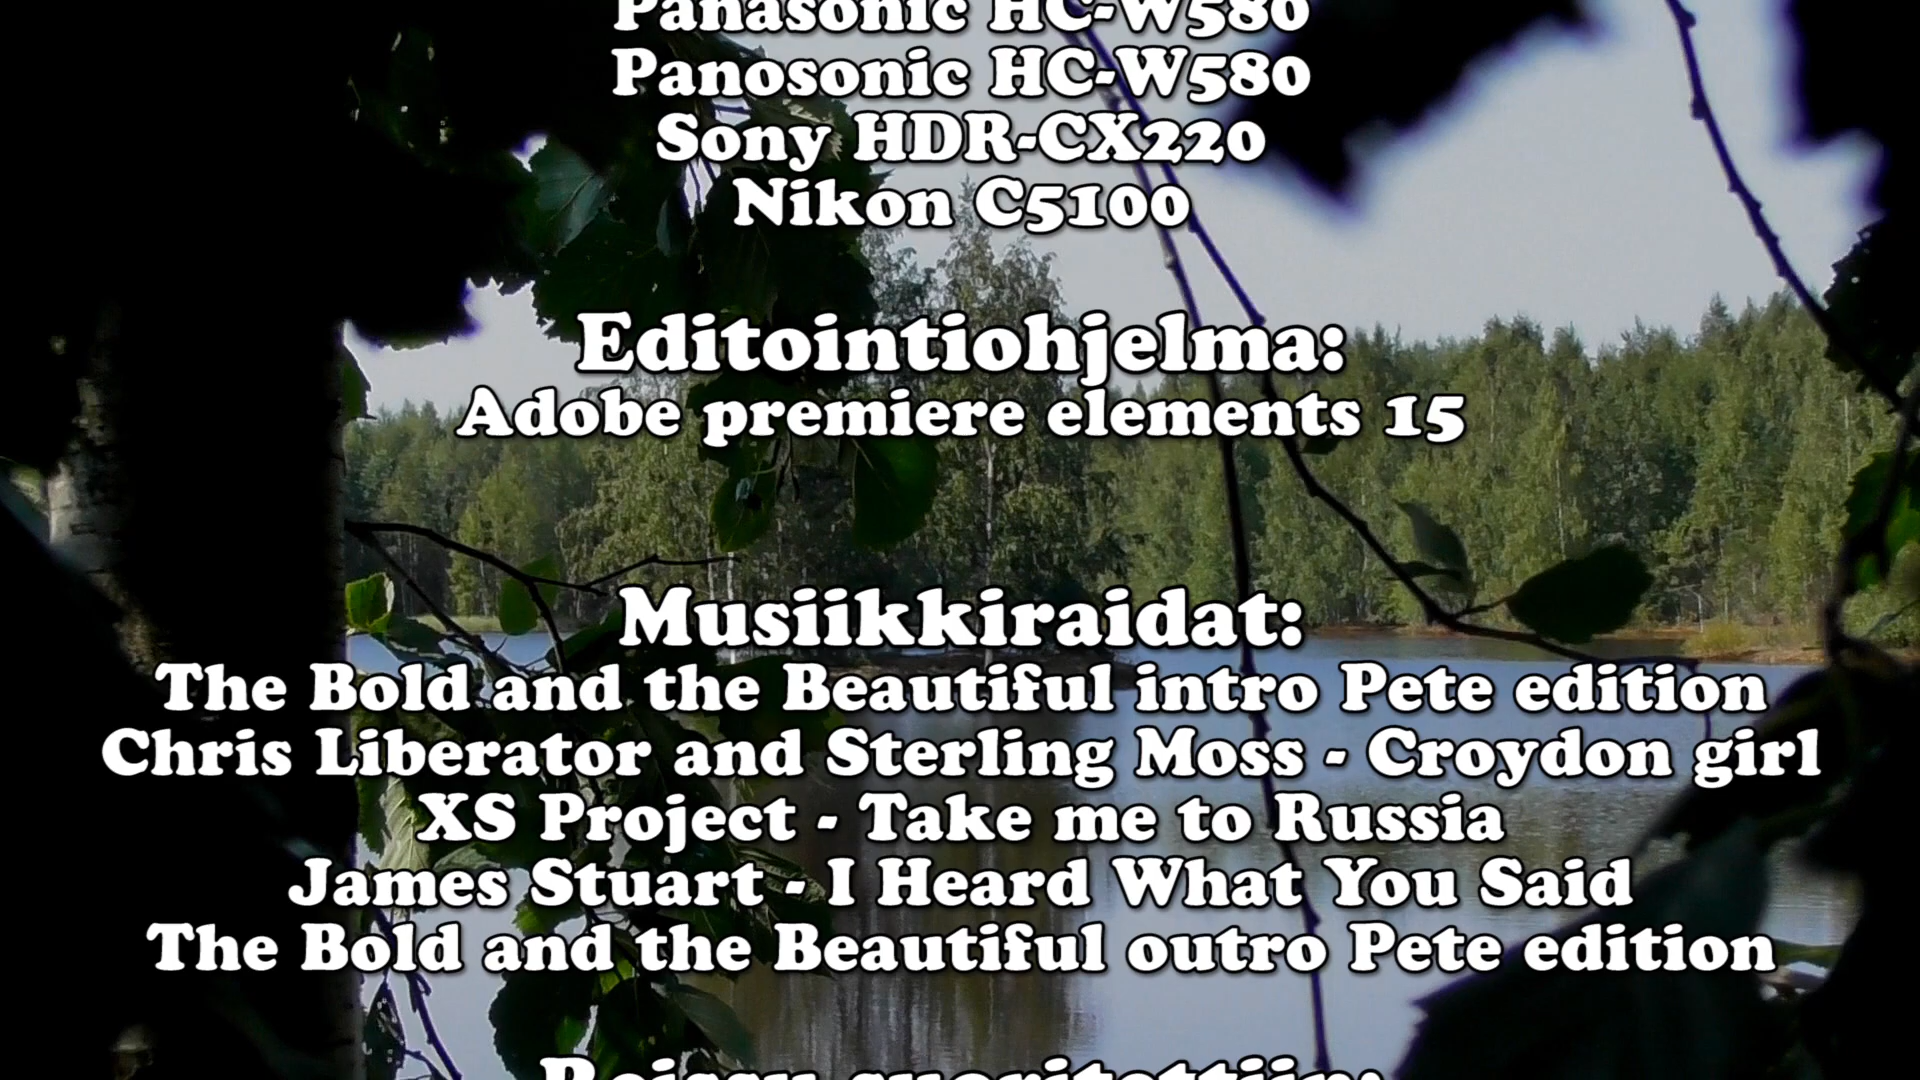 Panasonic HC-W580
Panosonic HC-W580
Sony HDR-CX220
Nikon C5100
Editointiohjelma:
Adobe premiere elements 15
Musiikkiraidat:
The Bold and the Beautiful intro Pete edition
Chris Liberator and Sterling Moss - Croydon girl
XS Project - Take me to Russia
James Stuart - I Heard What You Said
The Bold and the Beautiful outro Pete edition
Reissu suoritettiin: